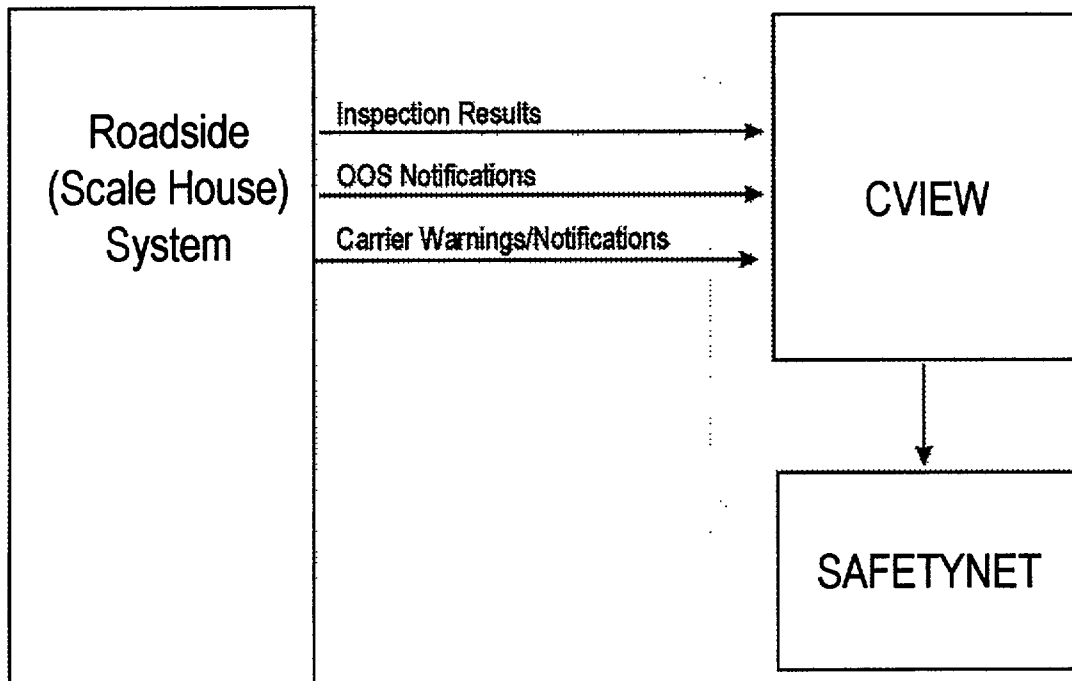 Roadside
(Scale House)
System
Inspection Results
OOS Notifications
Carrier Warnings/Notifications
CVIEW
SAFETYNET